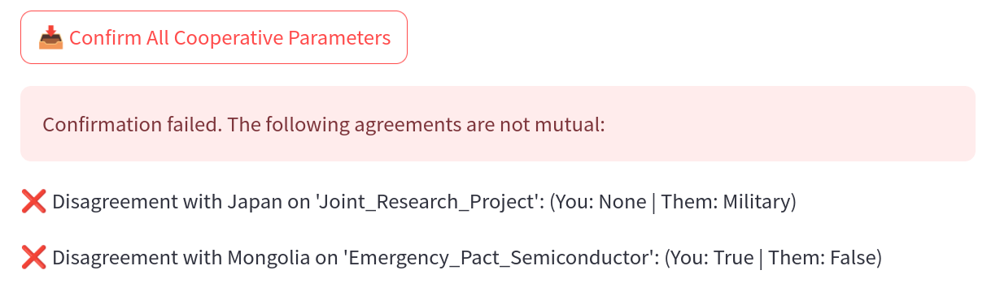 📥 Confirm All Cooperative Parameters
Confirmation failed. The following agreements are not mutual:
❌ Disagreement with Japan on 'Joint_Research_Project': (You: None | Them: Military)
❌ Disagreement with Mongolia on 'Emergency_Pact_Semiconductor': (You: True | Them: False)